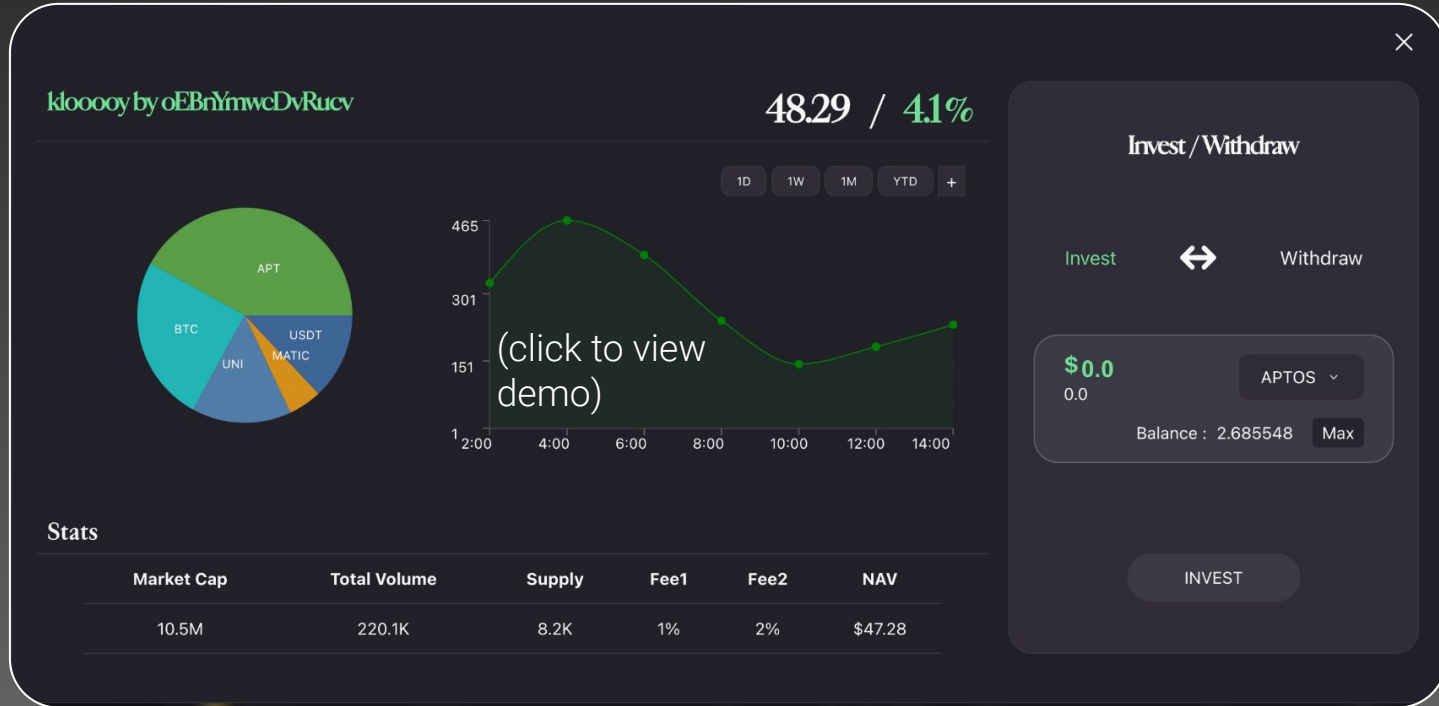 klooooy by oEBnYmwcDvRucv
48.29 / 4.1%
1D 1W 1M YTD +
APT
BTC
UNI
MATIC
USDT
465
301
151
1
2:00 4:00 6:00 8:00 10:00 12:00 14:00
(click to view
demo)
Stats
Market Cap Total Volume Supply Fee1 Fee2 NAV
10.5M 220.1K 8.2K 1% 2% $47.28
Invest / Withdraw
Invest Withdraw
$0.0
0.0
APTOS
Balance : 2.685548 Max
INVEST